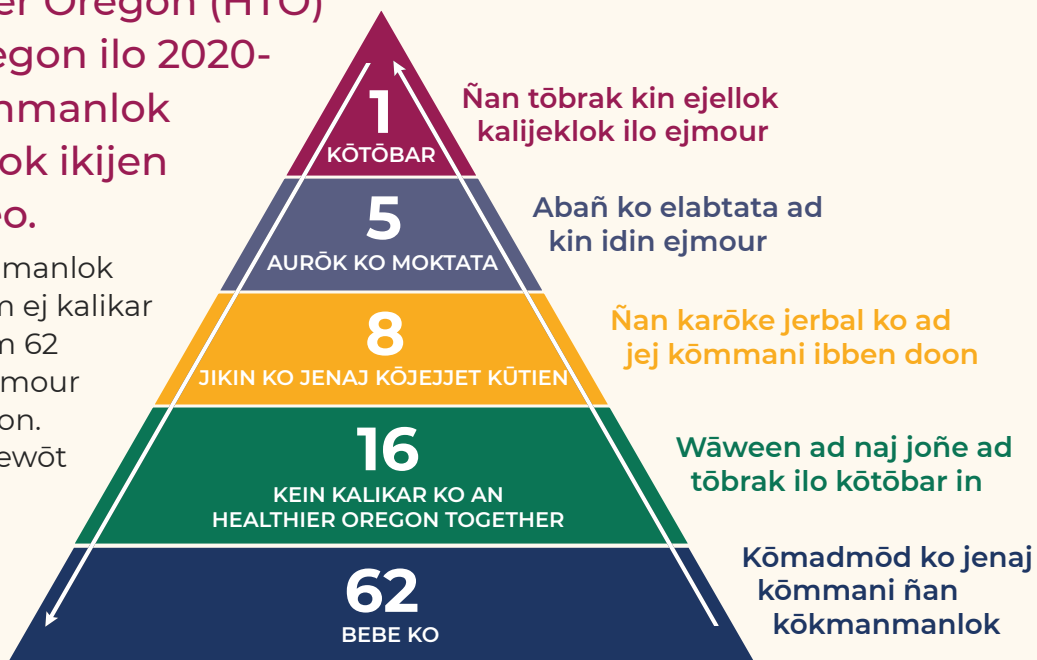 er Oregon (HTO)
egon ilo 2020-
nmanlok
ok ikijen
o.
manlok
ej kalikar
62
mour
on.
ewōt
1
KŌTŌBAR
Ñan tōbrak kin ejellok
kalijeklok ilo ejmour
5
AURŌK KO MOKTATA
Abañ ko elabtata ad
kin idin ejmour
8
JIKIN KO JENAJ KŌJEJJET KŪTIEN
Ñan karōke jerbal ko ad
jej kōmmani ibben doon
16
KEIN KALIKAR KO AN
HEALTHIER OREGON TOGETHER
Wāween ad naj joñe ad
tōbrak ilo kōtōbar in
62
BEBE KO
Kōmadmōd ko jenaj
kōmmani ñan
kōkmanmanlok